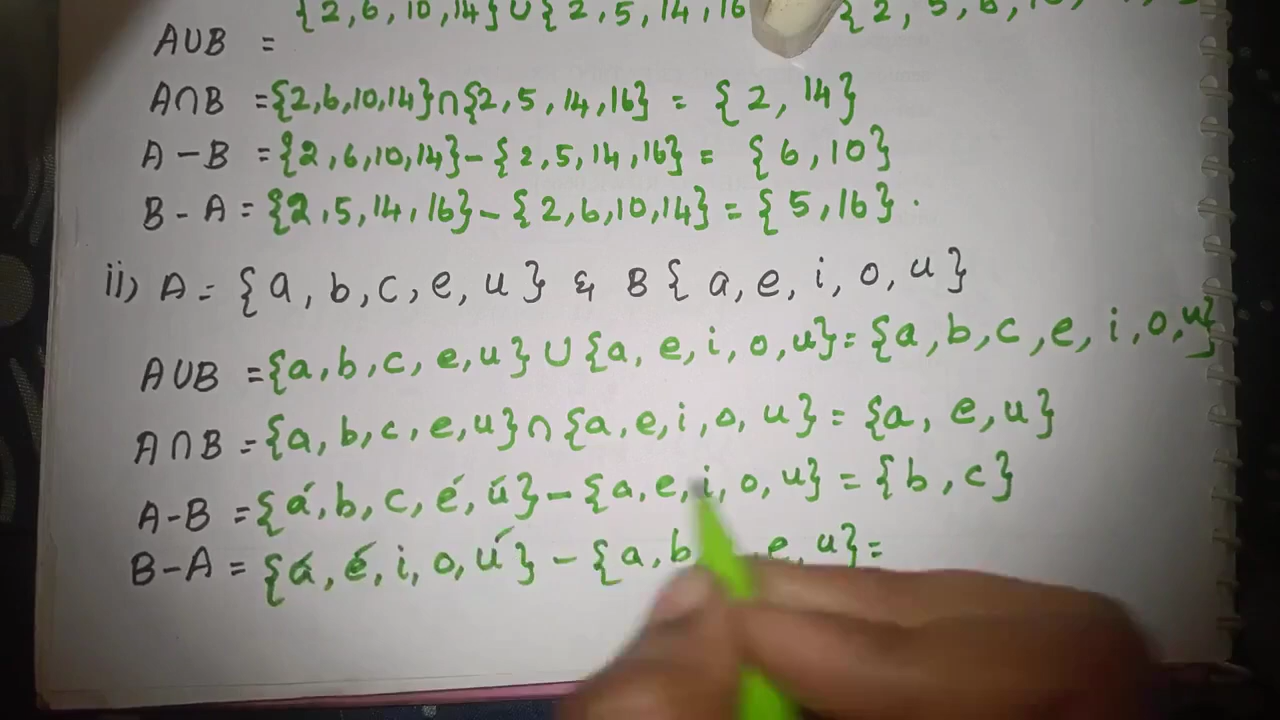 {2,6,10,14} ∪ {2,5,14,16 {2, 5,
A∪B =
A∩B = {2,6,10,14} ∩ {2, 5, 14, 16} = {2, 14}
A - B = {2, 6, 10, 14} - {2, 5, 14, 16} = {6, 10}
B - A = {2, 5, 14, 16} - {2, 6, 10, 14} = {5, 16}.
ii) A = {a, b, c, e, u} & B {a, e, i, o, u}
A∪B = {a, b, c, e, u} ∪ {a, e, i, o, u} = {a, b, c, e, i, o, u}
A∩B = {a, b, c, e, u} ∩ {a, e, i, o, u} = {a, e, u}
A-B = {a, b, c, e, u} - {a, e, i, o, u} = {b, c}
B-A = {a, e, i, o, u} - {a, b , e, u} =